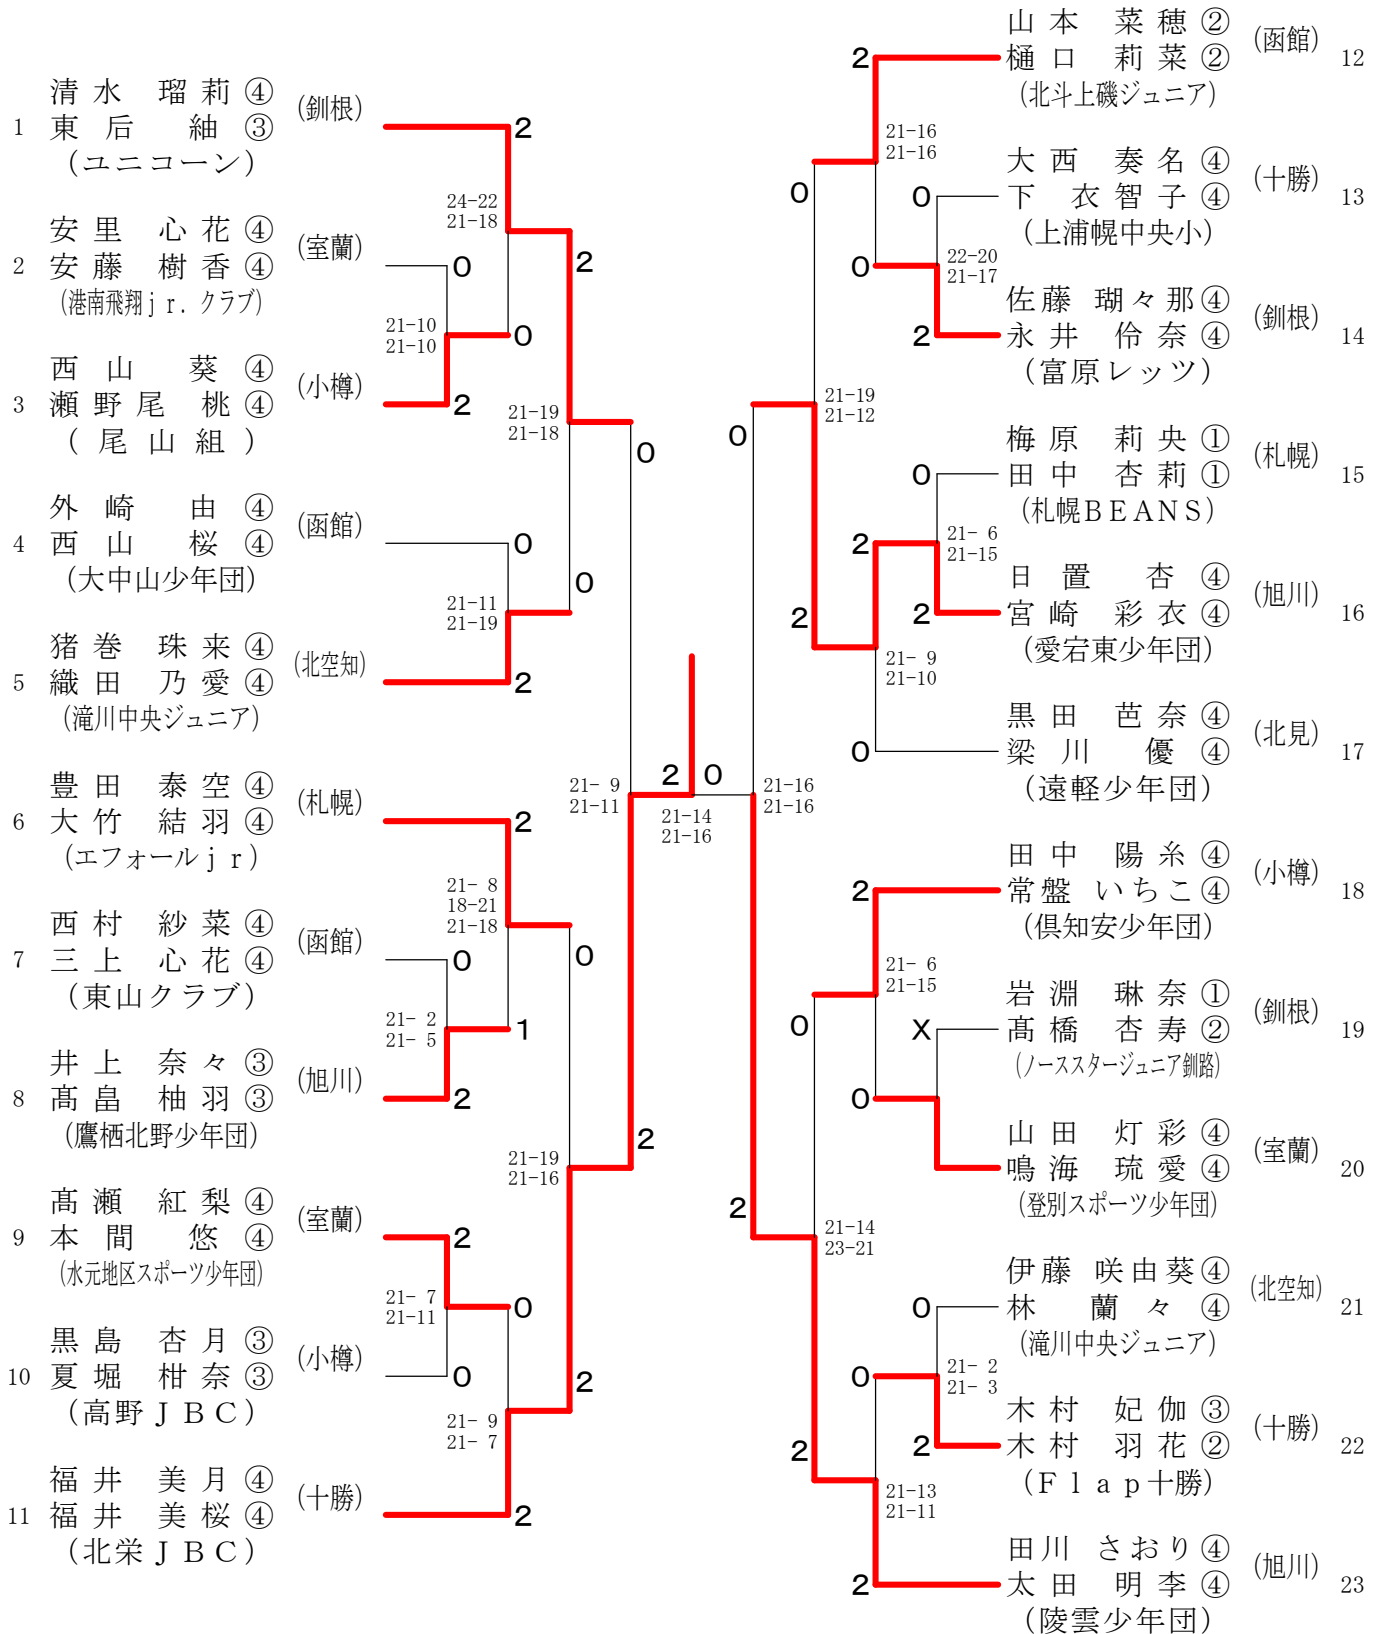 清水 瑠莉④
1 東后 紬③ (釧根)
(ユニコーン)
安里 心花④
2 安藤 樹香④ (室蘭)
(港南飛翔ｊｒ．クラブ)
西山 葵④
3 瀬野尾 桃④ (小樽)
(尾山組)
外崎 由④
4 西山 桜④ (函館)
(大中山少年団)
猪巻 珠来④
5 織田 乃愛④ (北空知)
(滝川中央ジュニア)
豊田 泰空④
6 大竹 結羽④ (札幌)
(エフォールｊｒ)
西村 紗菜④
7 三上 心花④ (函館)
(東山クラブ)
井上 奈々③
8 髙畠 柚羽③ (旭川)
(鷹栖北野少年団)
髙瀬 紅梨④
9 本間 悠④ (室蘭)
(水元地区スポーツ少年団)
黒島 杏月③
10 夏堀 柑奈③ (小樽)
(高野ＪＢＣ)
福井 美月④
11 福井 美桜④ (十勝)
(北栄ＪＢＣ)
2
24-22
21-18
2
0
21-10
21-10
0
2
21-19
21-18
0
0
0
21-11
21-19
2
21- 9
21-11
2
0
21-14
21-16
2
21- 8
18-21
21-18
0
0
21- 2
21- 5
1
2
2
21-19
21-16
2
21- 7
21-11
0
0
2
21- 9
21- 7
2
山本 菜穂②
樋口 莉菜② (函館) 12
(北斗上磯ジュニア)
大西 奏名④
下 衣智子④ (十勝) 13
(上浦幌中央小)
佐藤 瑚々那④
永井 伶奈④ (釧根) 14
(富原レッツ)
梅原 莉央①
田中 杏莉① (札幌) 15
(札幌ＢＥＡＮＳ)
日置 杏④
宮崎 彩衣④ (旭川) 16
(愛宕東少年団)
黒田 芭奈④
梁川 優④ (北見) 17
(遠軽少年団)
田中 陽糸④
常盤 いちこ④ (小樽) 18
(倶知安少年団)
岩淵 琳奈①
髙橋 杏寿② (釧根) 19
(ノーススタージュニア釧路)
山田 灯彩④
鳴海 琉愛④ (室蘭) 20
(登別スポーツ少年団)
伊藤 咲由葵④
林 蘭々④ (北空知) 21
(滝川中央ジュニア)
木村 妃伽③
木村 羽花② (十勝) 22
(Ｆｌａｐ十勝)
田川 さおり④
太田 明李④ (旭川) 23
(陵雲少年団)
2
21-16
21-16
0
0
0
22-20
21-17
2
21-19
21-12
0
0
2
21- 6
21-15
2
2
21- 9
21-10
0
21-16
21-16
2
21- 6
21-15
0
X
0
2
21-14
23-21
0
0
21- 2
21- 3
2
2
21-13
21-11
2